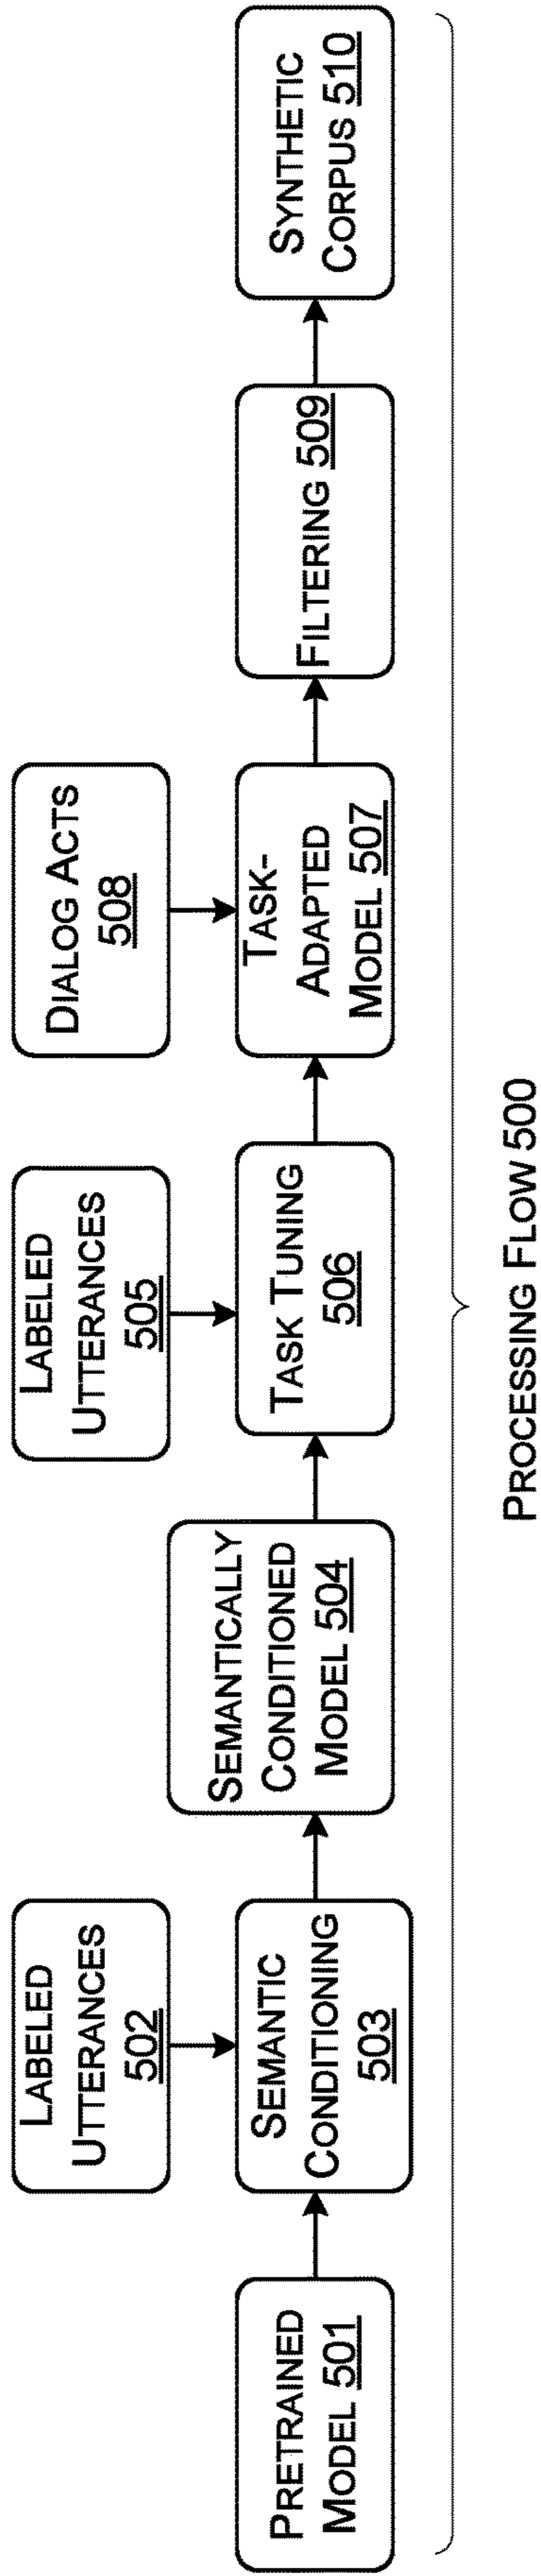 LABELED
UTTERANCES
502
LABELED
UTTERANCES
505
DIALOG ACTS
508
PRETRAINED
MODEL 501
SEMANTIC
CONDITIONING
503
SEMANTICALLY
CONDITIONED
MODEL 504
TASK TUNING
506
TASK-
ADAPTED
MODEL 507
FILTERING 509
SYNTHETIC
CORPUS 510
PROCESSING FLOW 500